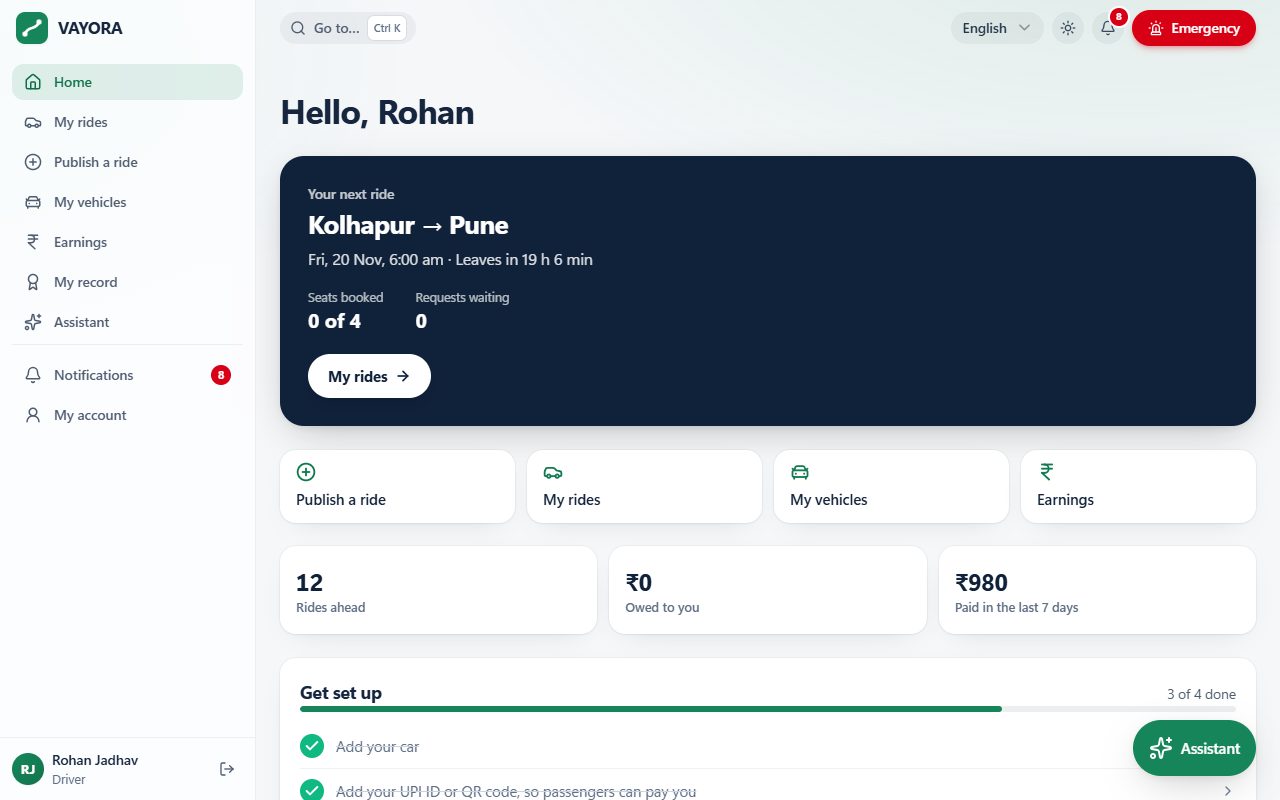 VAYORA
Go to... Ctrl K
English
8
Emergency
Home
My rides
Publish a ride
My vehicles
Earnings
My record
Assistant
Notifications 8
My account
Rohan Jadhav
Driver
RJ
Hello, Rohan
Your next ride
Kolhapur → Pune
Fri, 20 Nov, 6:00 am · Leaves in 19 h 6 min
Seats booked Requests waiting
0 of 4 0
My rides →
Publish a ride My rides My vehicles Earnings
12 ₹0 ₹980
Rides ahead Owed to you Paid in the last 7 days
Get set up 3 of 4 done
Add your car
Add your UPI ID or QR code, so passengers can pay you
Assistant